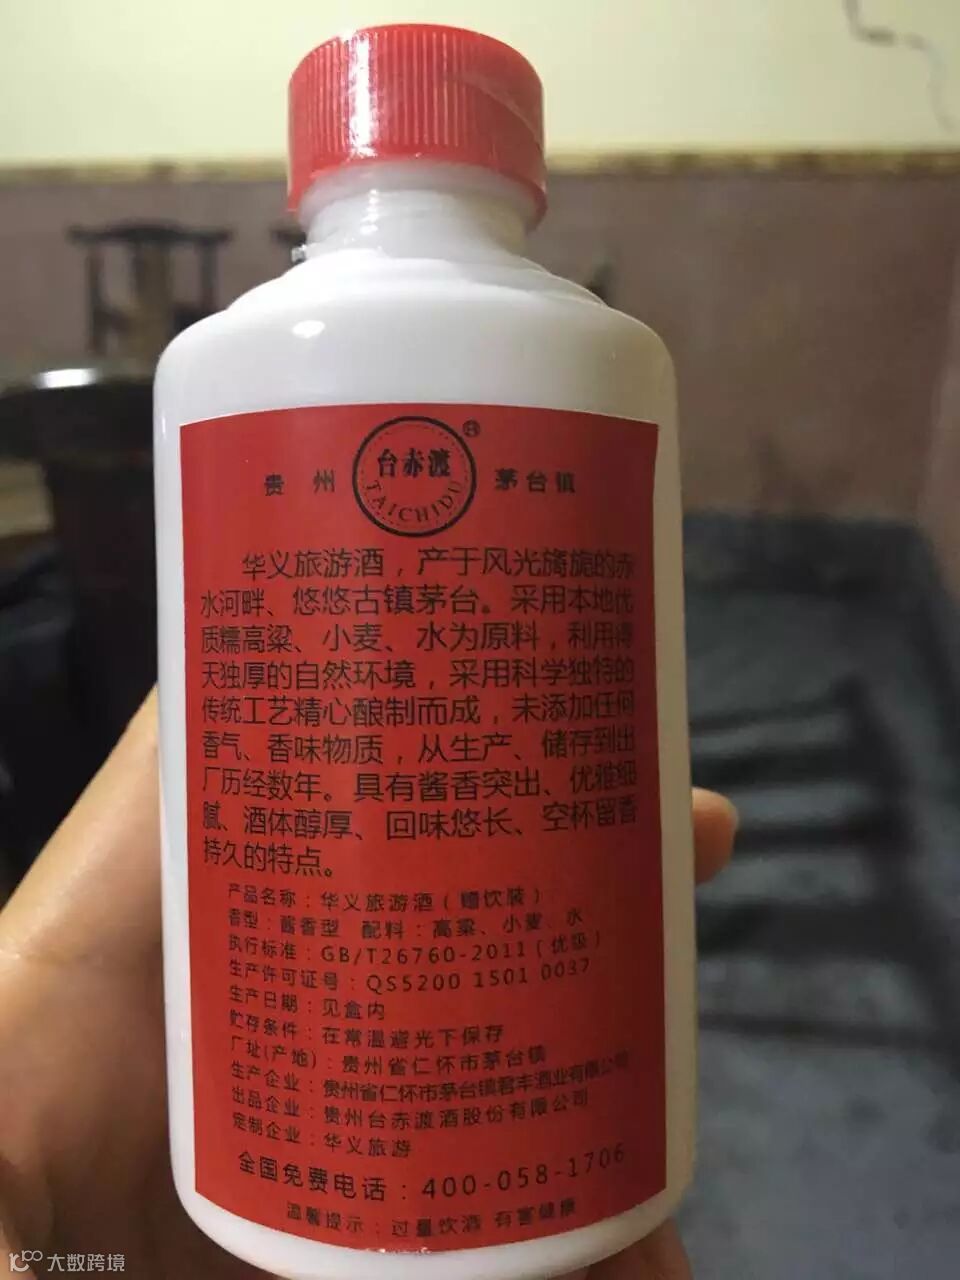 贵州
台赤渡
TAICHIDU
®
茅台镇
华义旅游酒，产于风光旖旎的赤
水河畔、悠悠古镇茅台。采用本地优
质糯高粱、小麦、水为原料，利用得
天独厚的自然环境，采用科学独特的
传统工艺精心酿制而成，未添加任何
香气、香味物质，从生产、储存到出
厂历经数年。具有酱香突出、优雅细
腻、酒体醇厚、回味悠长、空杯留香
持久的特点。
产品名称：华义旅游酒（赠饮装）
香型：酱香型 配料：高粱、小麦、水
执行标准：GB/T26760-2011（优级）
生产许可证号：QS5200 1501 0037
生产日期：见盒内
贮存条件：在常温避光下保存
厂址(产地)：贵州省仁怀市茅台镇
生产企业：贵州省仁怀市茅台镇君丰酒业有限公司
出品企业：贵州台赤渡酒股份有限公司
定制企业：华义旅游
全国免费电话：400-058-1706
温馨提示：过量饮酒 有害健康
大数跨境